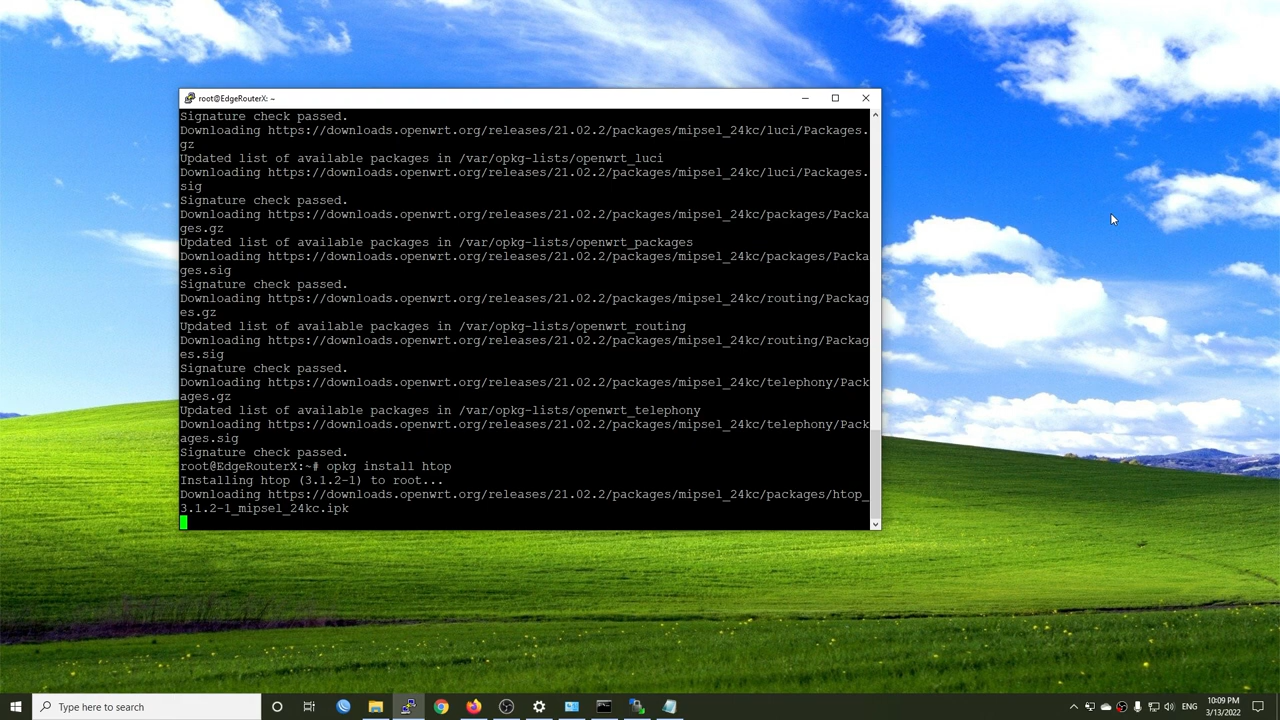 root@EdgeRouterX: ~
Signature check passed.
Downloading https://downloads.openwrt.org/releases/21.02.2/packages/mipsel_24kc/luci/Packages.
gz
Updated list of available packages in /var/opkg-lists/openwrt_luci
Downloading https://downloads.openwrt.org/releases/21.02.2/packages/mipsel_24kc/luci/Packages.
sig
Signature check passed.
Downloading https://downloads.openwrt.org/releases/21.02.2/packages/mipsel_24kc/packages/Packa
ges.gz
Updated list of available packages in /var/opkg-lists/openwrt_packages
Downloading https://downloads.openwrt.org/releases/21.02.2/packages/mipsel_24kc/packages/Packa
ges.sig
Signature check passed.
Downloading https://downloads.openwrt.org/releases/21.02.2/packages/mipsel_24kc/routing/Packag
es.gz
Updated list of available packages in /var/opkg-lists/openwrt_routing
Downloading https://downloads.openwrt.org/releases/21.02.2/packages/mipsel_24kc/routing/Packag
es.sig
Signature check passed.
Downloading https://downloads.openwrt.org/releases/21.02.2/packages/mipsel_24kc/telephony/Pack
ages.gz
Updated list of available packages in /var/opkg-lists/openwrt_telephony
Downloading https://downloads.openwrt.org/releases/21.02.2/packages/mipsel_24kc/telephony/Pack
ages.sig
Signature check passed.
root@EdgeRouterX:~# opkg install htop
Installing htop (3.1.2-1) to root...
Downloading https://downloads.openwrt.org/releases/21.02.2/packages/mipsel_24kc/packages/htop_
3.1.2-1_mipsel_24kc.ipk
Type here to search
ENG
10:09 PM
3/13/2022